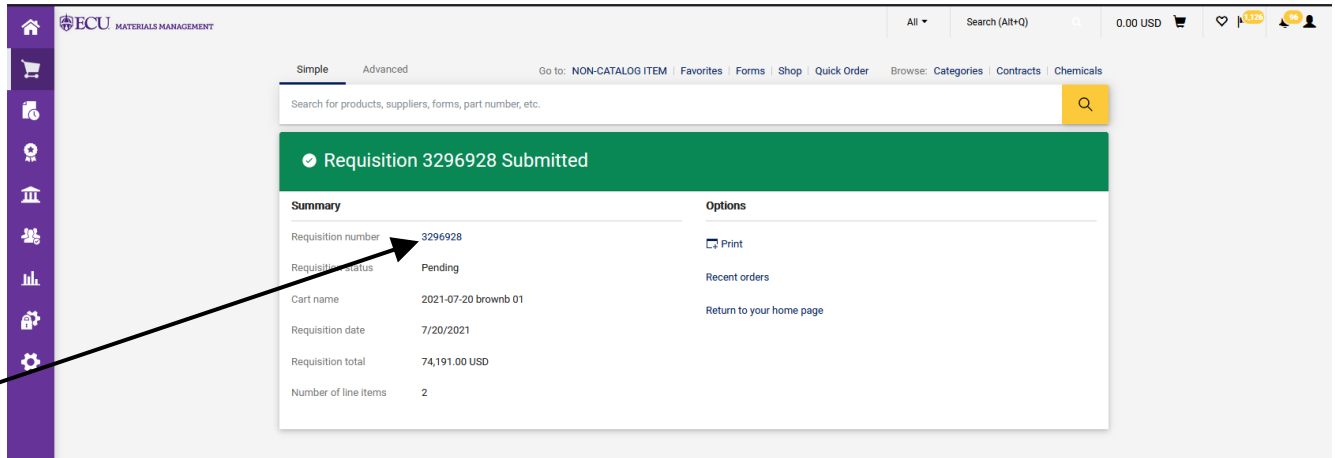 ECU MATERIALS MANAGEMENT
All Search (Alt+Q) 0.00 USD 1,126 96
Simple Advanced Go to: NON-CATALOG ITEM | Favorites | Forms | Shop | Quick Order Browse: Categories | Contracts | Chemicals
Search for products, suppliers, forms, part number, etc.
Requisition 3296928 Submitted
Summary
Requisition number 3296928
Requisition status Pending
Cart name 2021-07-20 brownb 01
Requisition date 7/20/2021
Requisition total 74,191.00 USD
Number of line items 2
Options
Print
Recent orders
Return to your home page